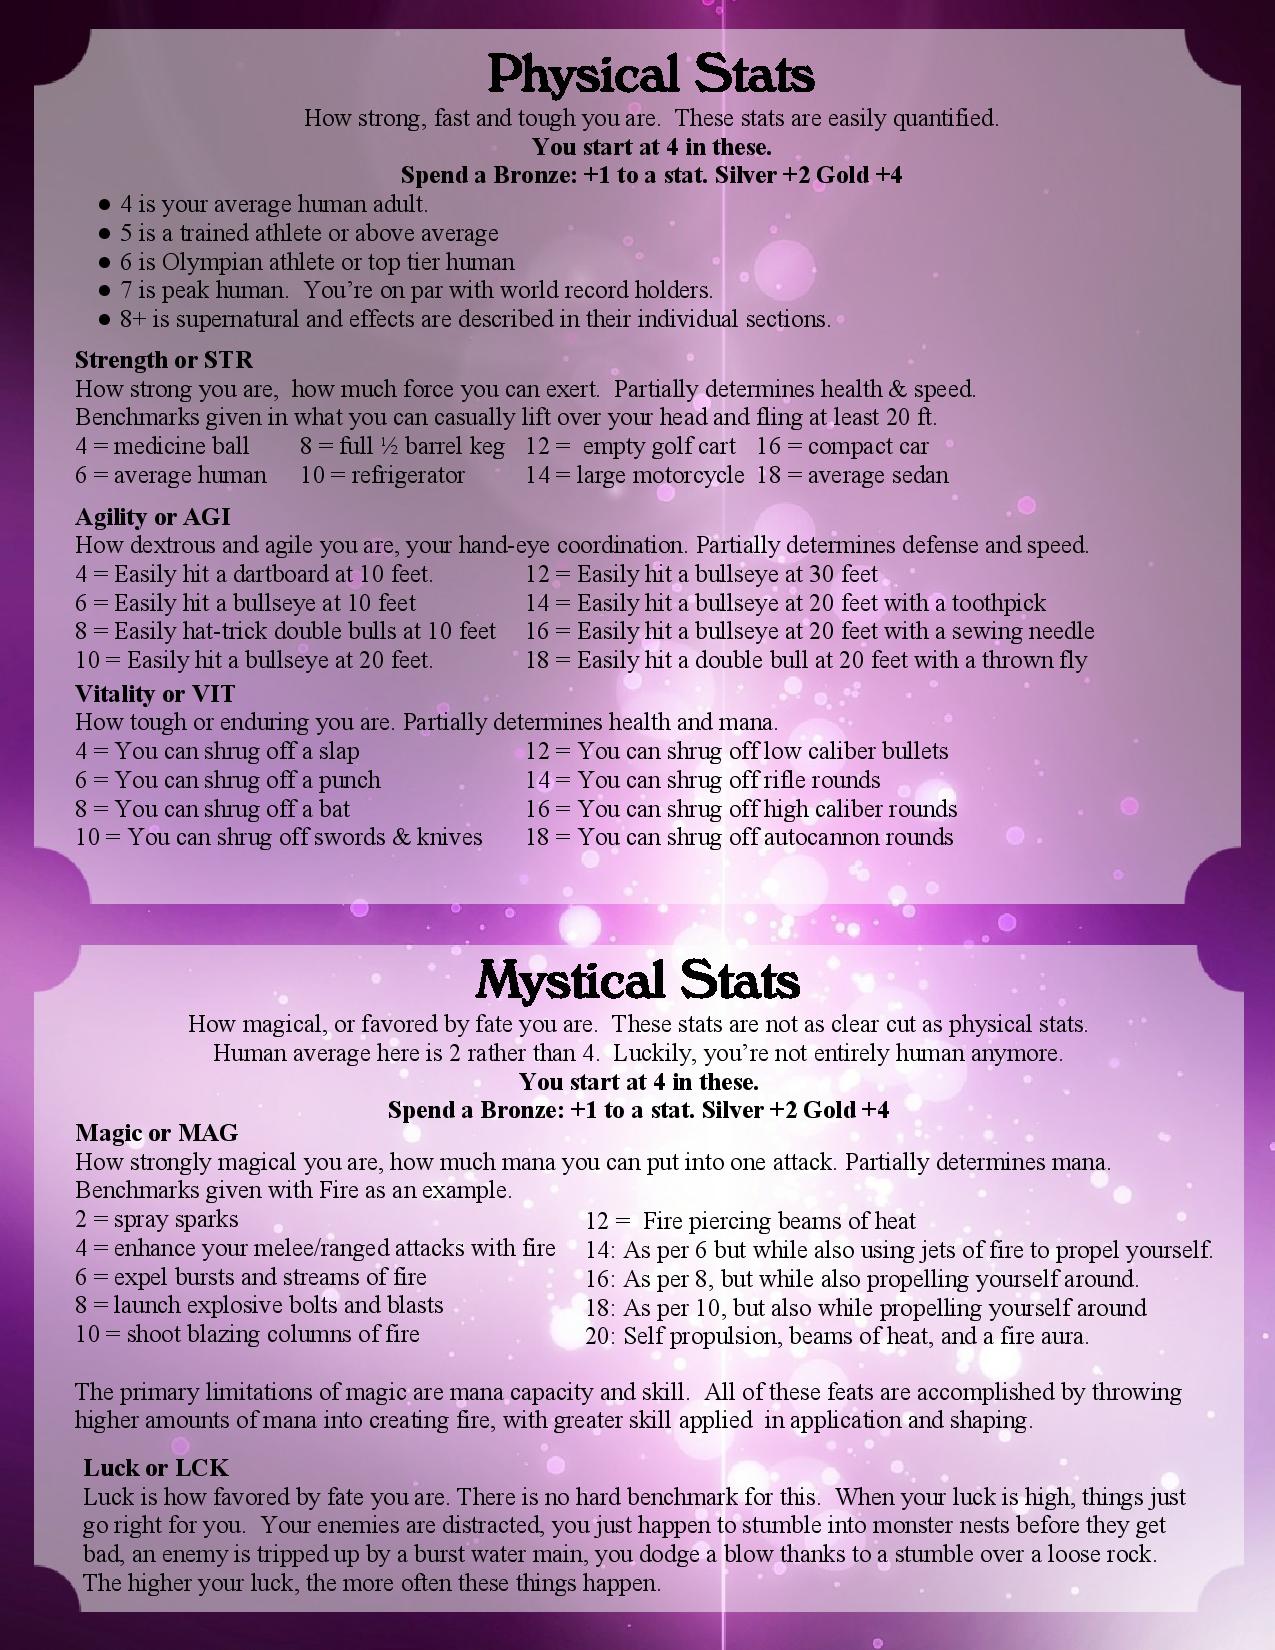 Physical Stats
How strong, fast and tough you are.  These stats are easily quantified.
You start at 4 in these.
Spend a Bronze: +1 to a stat. Silver +2 Gold +4
● 4 is your average human adult.
● 5 is a trained athlete or above average
● 6 is Olympian athlete or top tier human
● 7 is peak human.  You're on par with world record holders.
● 8+ is supernatural and effects are described in their individual sections.
Strength or STR
How strong you are,  how much force you can exert.  Partially determines health & speed.
Benchmarks given in what you can casually lift over your head and fling at least 20 ft.
4 = medicine ball 8 = full ½ barrel keg 12 =  empty golf cart 16 = compact car
6 = average human 10 = refrigerator 14 = large motorcycle 18 = average sedan
Agility or AGI
How dextrous and agile you are, your hand-eye coordination. Partially determines defense and speed.
4 = Easily hit a dartboard at 10 feet. 12 = Easily hit a bullseye at 30 feet
6 = Easily hit a bullseye at 10 feet 14 = Easily hit a bullseye at 20 feet with a toothpick
8 = Easily hat-trick double bulls at 10 feet 16 = Easily hit a bullseye at 20 feet with a sewing needle
10 = Easily hit a bullseye at 20 feet. 18 = Easily hit a double bull at 20 feet with a thrown fly
Vitality or VIT
How tough or enduring you are. Partially determines health and mana.
4 = You can shrug off a slap 12 = You can shrug off low caliber bullets
6 = You can shrug off a punch 14 = You can shrug off rifle rounds
8 = You can shrug off a bat 16 = You can shrug off high caliber rounds
10 = You can shrug off swords & knives 18 = You can shrug off autocannon rounds
Mystical Stats
How magical, or favored by fate you are.  These stats are not as clear cut as physical stats.
Human average here is 2 rather than 4.  Luckily, you're not entirely human anymore.
You start at 4 in these.
Spend a Bronze: +1 to a stat. Silver +2 Gold +4
Magic or MAG
How strongly magical you are, how much mana you can put into one attack. Partially determines mana.
Benchmarks given with Fire as an example.
2 = spray sparks 12 =  Fire piercing beams of heat
4 = enhance your melee/ranged attacks with fire 14: As per 6 but while also using jets of fire to propel yourself.
6 = expel bursts and streams of fire 16: As per 8, but while also propelling yourself around.
8 = launch explosive bolts and blasts 18: As per 10, but also while propelling yourself around
10 = shoot blazing columns of fire 20: Self propulsion, beams of heat, and a fire aura.
The primary limitations of magic are mana capacity and skill.  All of these feats are accomplished by throwing
higher amounts of mana into creating fire, with greater skill applied  in application and shaping.
Luck or LCK
Luck is how favored by fate you are. There is no hard benchmark for this.  When your luck is high, things just
go right for you.  Your enemies are distracted, you just happen to stumble into monster nests before they get
bad, an enemy is tripped up by a burst water main, you dodge a blow thanks to a stumble over a loose rock.
The higher your luck, the more often these things happen.